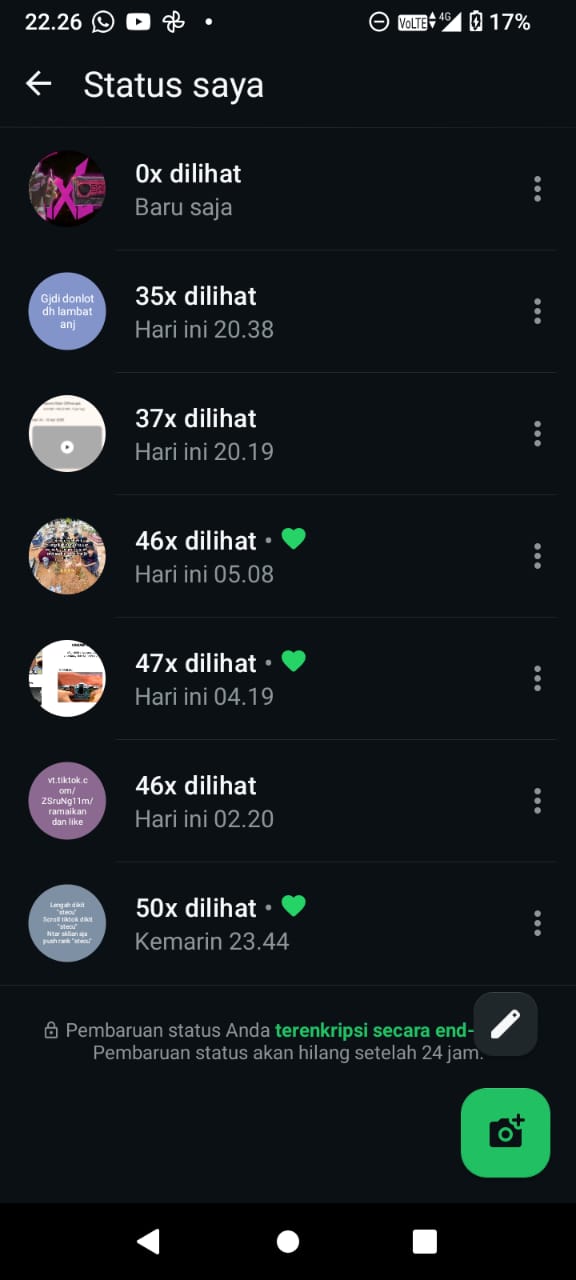 22.26 VoLTE 4G 17%
Status saya
0x dilihat
Baru saja
Gjdi donlot
dh lambat
anj
35x dilihat
Hari ini 20.38
37x dilihat
Hari ini 20.19
46x dilihat •
Hari ini 05.08
47x dilihat •
Hari ini 04.19
vt.tiktok.c
om/
ZSruNg11m/
ramaikan
dan like
46x dilihat
Hari ini 02.20
Lengah dikit
"stecu"
Scroll tiktok dikit
"stecu"
Ntar sklian aja
push rank "stecu"
50x dilihat •
Kemarin 23.44
Pembaruan status Anda terenkripsi secara end-
Pembaruan status akan hilang setelah 24 jam.